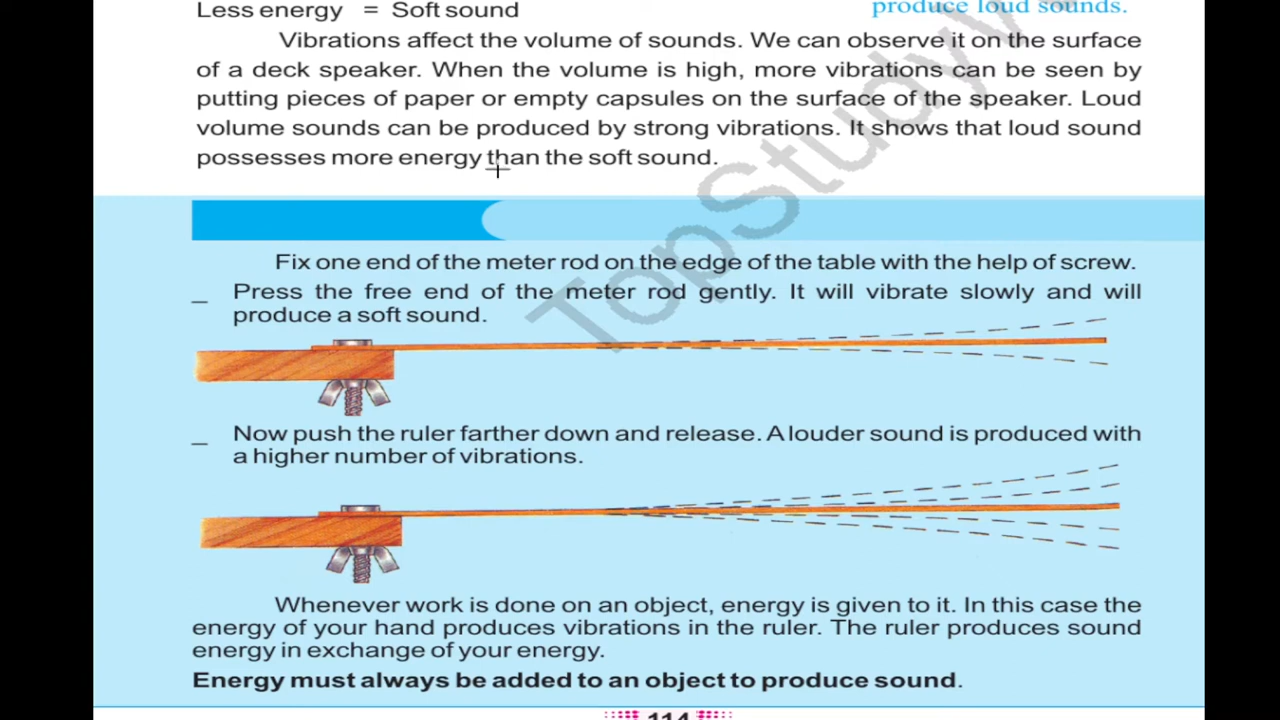 Less energy = Soft sound
produce loud sounds.
Vibrations affect the volume of sounds. We can observe it on the surface
of a deck speaker. When the volume is high, more vibrations can be seen by
putting pieces of paper or empty capsules on the surface of the speaker. Loud
volume sounds can be produced by strong vibrations. It shows that loud sound
possesses more energy than the soft sound.
Fix one end of the meter rod on the edge of the table with the help of screw.
_ Press the free end of the meter rod gently. It will vibrate slowly and will
produce a soft sound.
_ Now push the ruler farther down and release. A louder sound is produced with
a higher number of vibrations.
Whenever work is done on an object, energy is given to it. In this case the
energy of your hand produces vibrations in the ruler. The ruler produces sound
energy in exchange of your energy.
Energy must always be added to an object to produce sound.
114
TopStudy